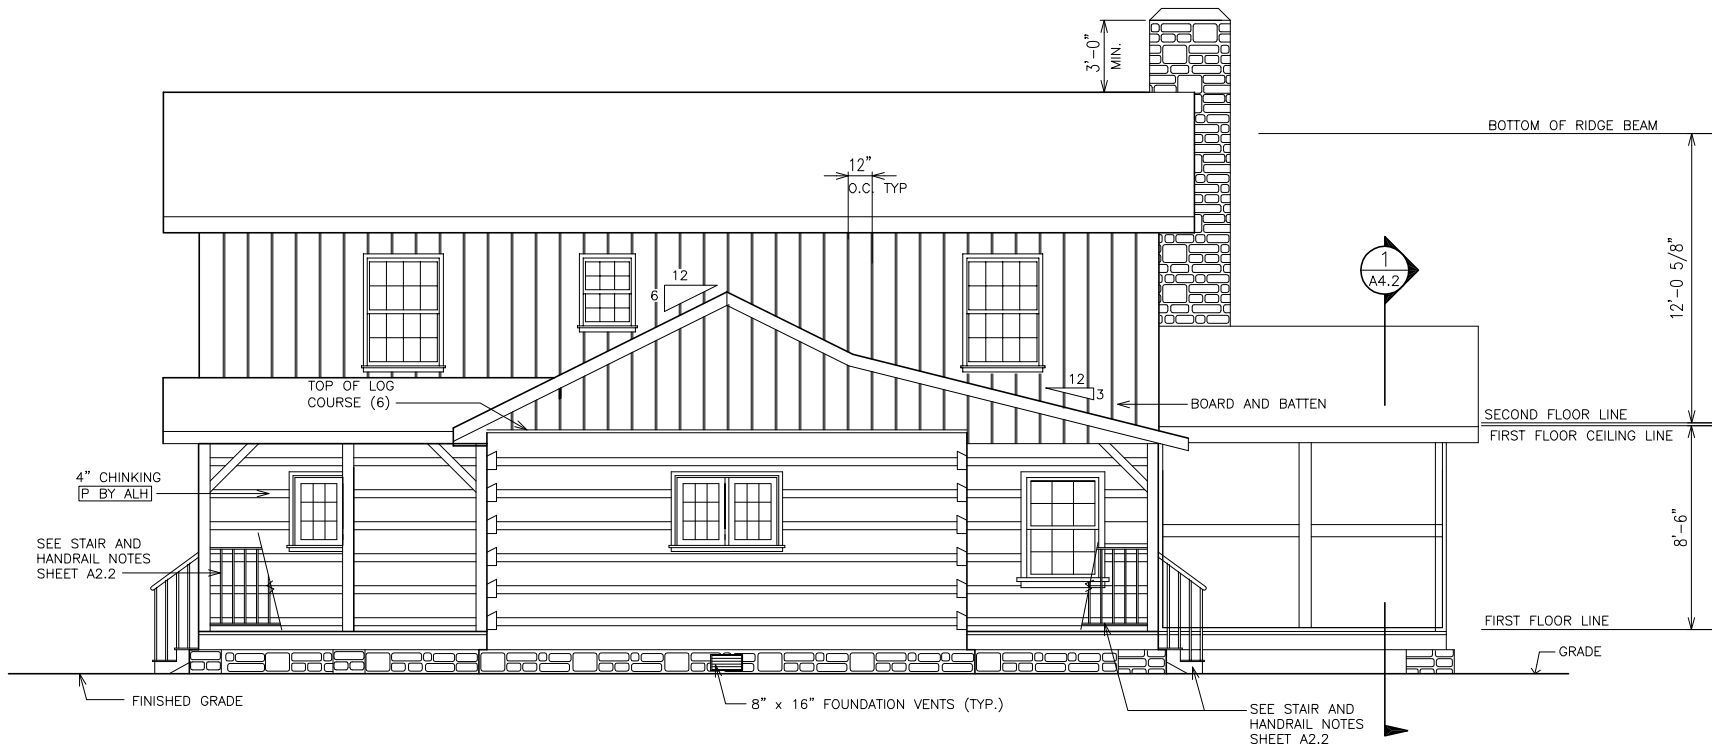 3'-0"
MIN.
BOTTOM OF RIDGE BEAM
12"
O.C. TYP
12'-0 5/8"
1
A4.2
12
6
TOP OF LOG
COURSE (6)
12
3
BOARD AND BATTEN
SECOND FLOOR LINE
FIRST FLOOR CEILING LINE
4" CHINKING
P BY ALH
8'-6"
SEE STAIR AND
HANDRAIL NOTES
SHEET A2.2
FIRST FLOOR LINE
GRADE
FINISHED GRADE
8" x 16" FOUNDATION VENTS (TYP.)
SEE STAIR AND
HANDRAIL NOTES
SHEET A2.2